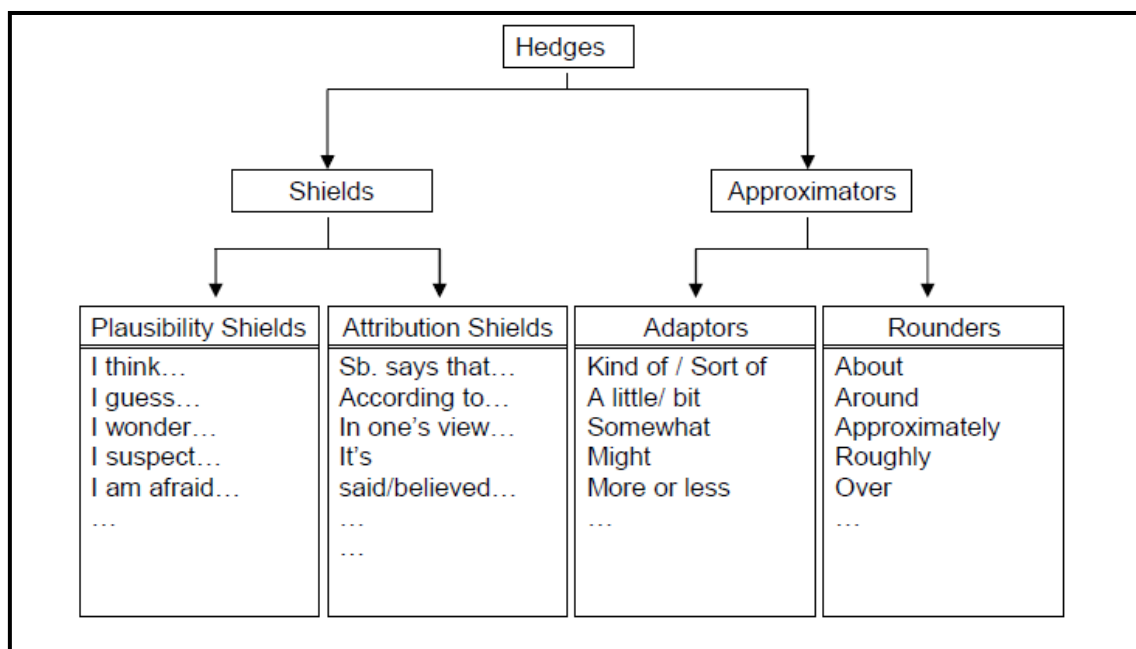 Hedges
Shields
Approximators
Plausibility Shields
I think…
I guess…
I wonder…
I suspect…
I am afraid…
…
Attribution Shields
Sb. says that…
According to…
In one’s view…
It’s
said/believed…
…
…
Adaptors
Kind of / Sort of
A little/ bit
Somewhat
Might
More or less
…
Rounders
About
Around
Approximately
Roughly
Over
…